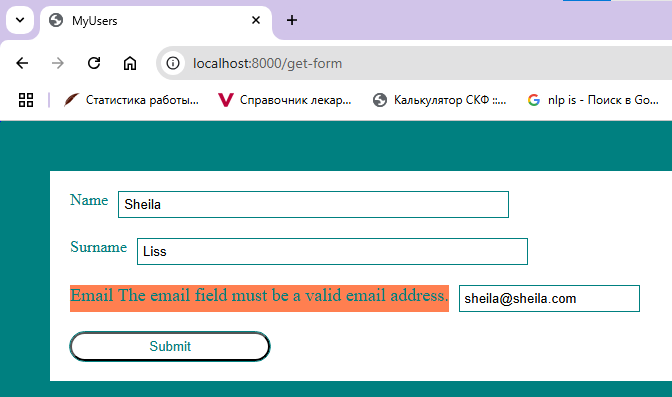 MyUsers
localhost:8000/get-form
Статистика работы... Справочник лекар... Калькулятор СКФ ::... nlp is - Поиск в Go...
Name Sheila
Surname Liss
Email The email field must be a valid email address. sheila@sheila.com
Submit